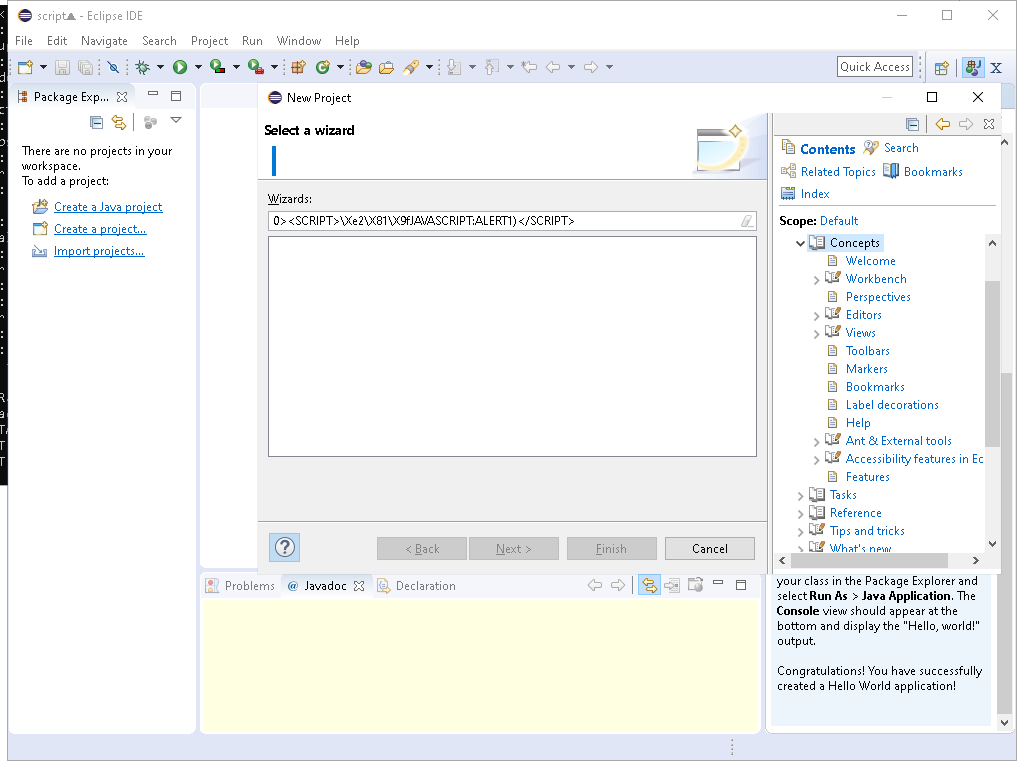 script▲ - Eclipse IDE
File Edit Navigate Search Project Run Window Help
Quick Access
Package Exp...
There are no projects in your
workspace.
To add a project:
Create a Java project
Create a project...
Import projects...
New Project
Select a wizard
Wizards:
0><SCRIPT>\Xe2\X81\X9fJAVASCRIPT:ALERT1)</SCRIPT>
< Back Next > Finish Cancel
Contents Search
Related Topics Bookmarks
Index
Scope: Default
Concepts
Welcome
Workbench
Perspectives
Editors
Views
Toolbars
Markers
Bookmarks
Label decorations
Help
Ant & External tools
Accessibility features in Ec
Features
Tasks
Reference
Tips and tricks
What's new
Problems @ Javadoc Declaration
your class in the Package Explorer and
select Run As > Java Application. The
Console view should appear at the
bottom and display the "Hello, world!"
output.
Congratulations! You have successfully
created a Hello World application!